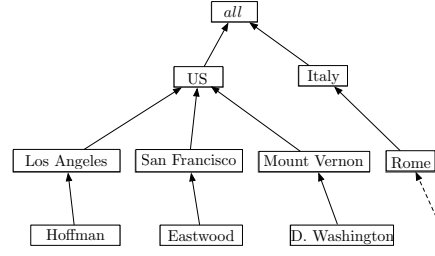 all
US
Italy
Los Angeles
San Francisco
Mount Vernon
Rome
Hoffman
Eastwood
D. Washington